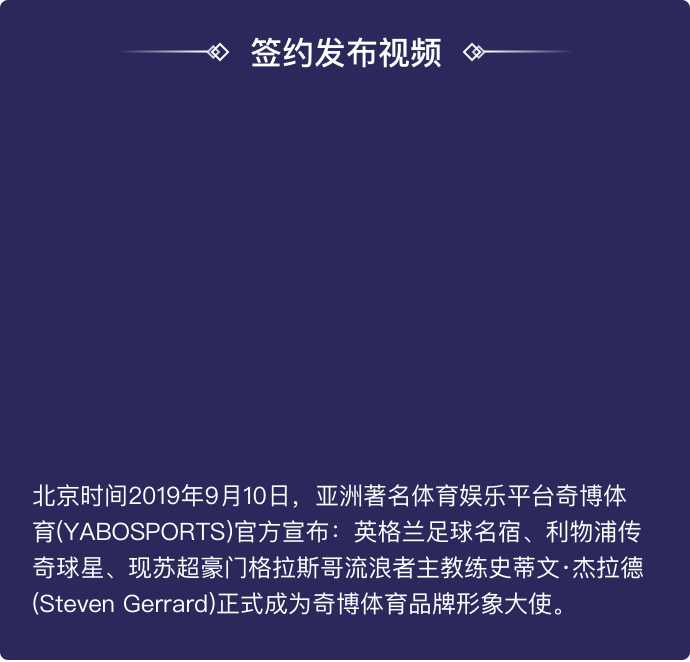 签约发布视频
北京时间2019年9月10日，亚洲著名体育娱乐平台奇博体
育(YABOSPORTS)官方宣布：英格兰足球名宿、利物浦传
奇球星、现苏超豪门格拉斯哥流浪者主教练史蒂文·杰拉德
(Steven Gerrard)正式成为奇博体育品牌形象大使。